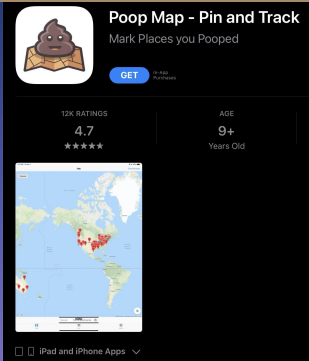 Poop Map - Pin and Track
Mark Places you Pooped
GET
In-App
Purchases
12K RATINGS
4.7
AGE
9+
Years Old
iPad and iPhone Apps